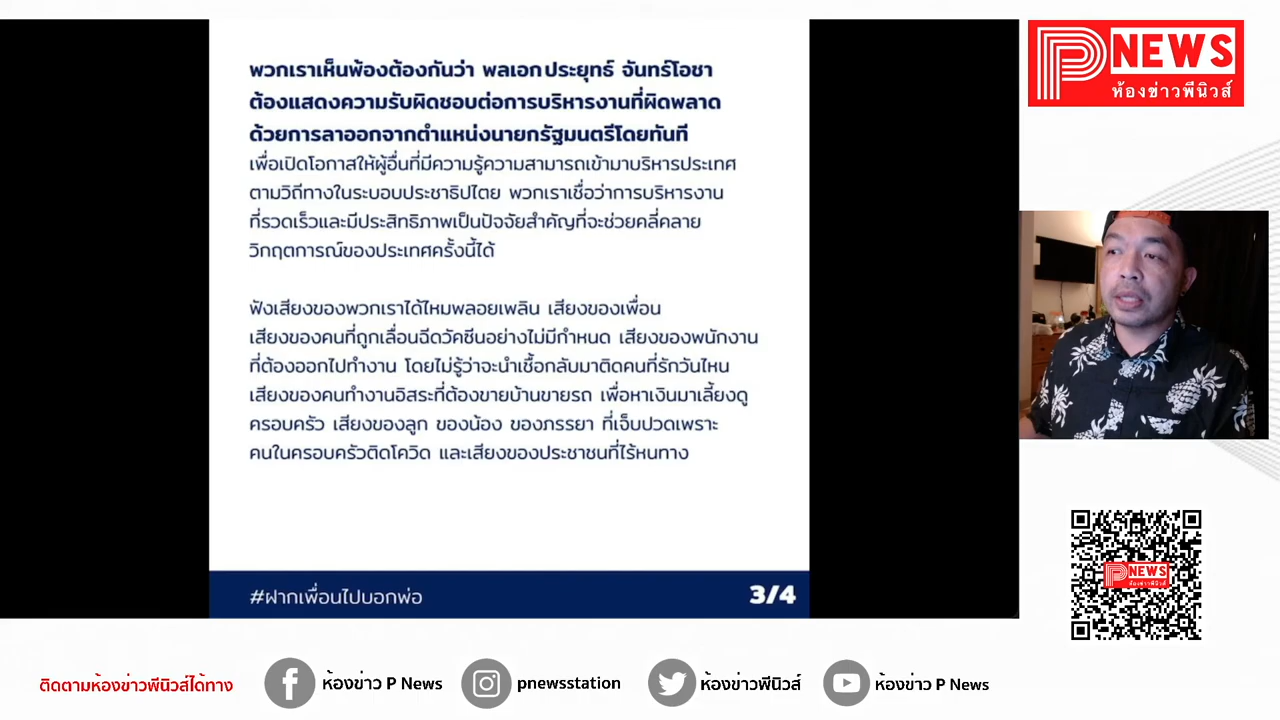 พวกเราเห็นพ้องต้องกันว่า พลเอกประยุทธ์ จันทร์โอชา
ต้องแสดงความรับผิดชอบต่อการบริหารงานที่ผิดพลาด
ด้วยการลาออกจากตำแหน่งนายกรัฐมนตรีโดยทันที
เพื่อเปิดโอกาสให้ผู้อื่นที่มีความรู้ความสามารถเข้ามาบริหารประเทศ
ตามวิถีทางในระบอบประชาธิปไตย พวกเราเชื่อว่าการบริหารงาน
ที่รวดเร็วและมีประสิทธิภาพเป็นปัจจัยสำคัญที่จะช่วยคลี่คลาย
วิกฤตการณ์ของประเทศครั้งนี้ได้
ฟังเสียงของพวกเราได้ไหมพลอยเพลิน เสียงของเพื่อน
เสียงของคนที่ถูกเลื่อนฉีดวัคซีนอย่างไม่มีกำหนด เสียงของพนักงาน
ที่ต้องออกไปทำงาน โดยไม่รู้ว่าจะนำเชื้อกลับมาติดคนที่รักวันไหน
เสียงของคนทำงานอิสระที่ต้องขายบ้านขายรถ เพื่อหาเงินมาเลี้ยงดู
ครอบครัว เสียงของลูก ของน้อง ของภรรยา ที่เจ็บปวดเพราะ
คนในครอบครัวติดโควิด และเสียงของประชาชนที่ไร้หนทาง
#ฝากเพื่อนไปบอกพ่อ
3/4
PNEWS
ห้องข่าวพีนิวส์
PNEWS
ห้องข่าวพีนิวส์
ติดตามห้องข่าวพีนิวส์ได้ทาง
ห้องข่าว P News
pnewsstation
ห้องข่าวพีนิวส์
ห้องข่าว P News